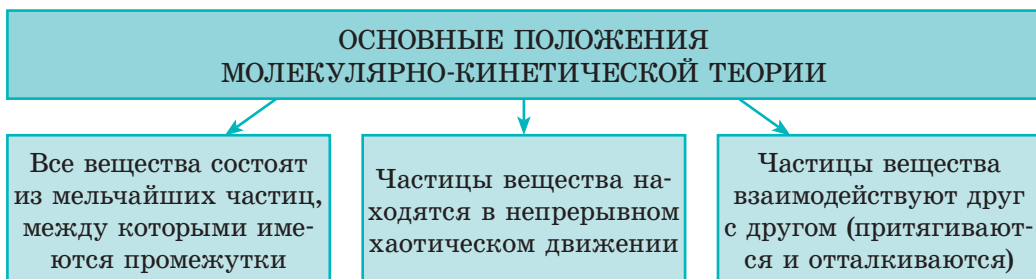 ОСНОВНЫЕ ПОЛОЖЕНИЯ
МОЛЕКУЛЯРНО-КИНЕТИЧЕСКОЙ ТЕОРИИ
Все вещества состоят
из мельчайших частиц,
между которыми име-
ются промежутки
Частицы вещества на-
ходятся в непрерывном
хаотическом движении
Частицы вещества
взаимодействуют друг
с другом (притягивают-
ся и отталкиваются)